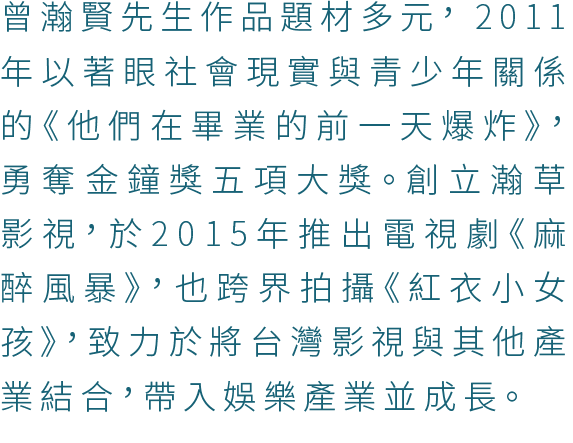 曾瀚賢先生作品題材多元，2011
年以著眼社會現實與青少年關係
的《他們在畢業的前一天爆炸》，
勇奪金鐘獎五項大獎。創立瀚草
影視，於2015年推出電視劇《麻
醉風暴》，也跨界拍攝《紅衣小女
孩》，致力於將台灣影視與其他產
業結合，帶入娛樂產業並成長。